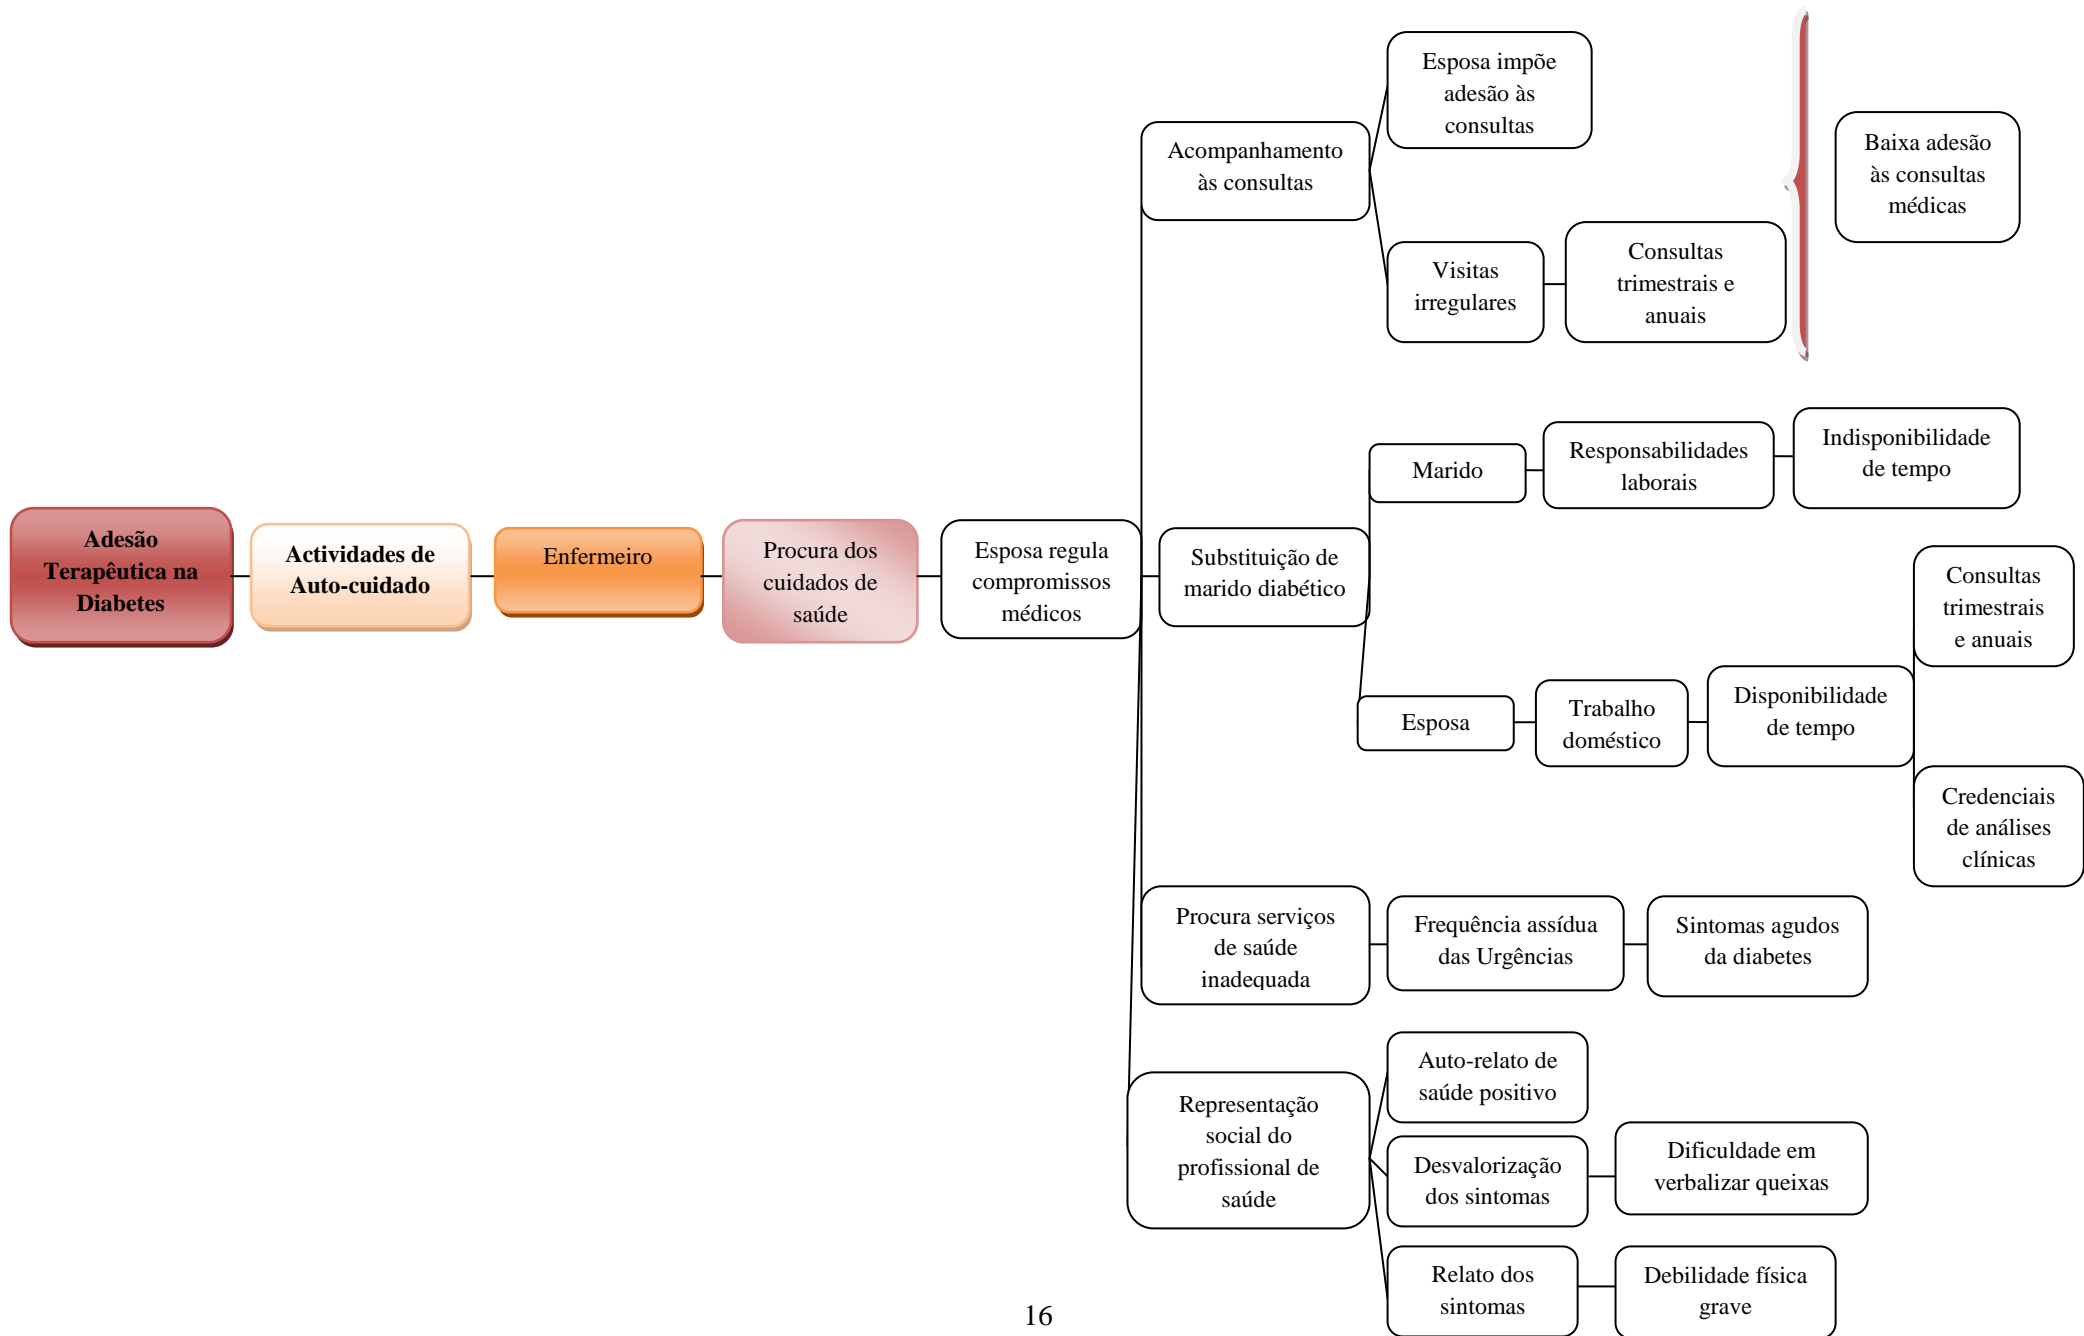 Adesão
Terapêutica na
Diabetes
Actividades de
Auto-cuidado
Enfermeiro
Procura dos
cuidados de
saúde
Esposa regula
compromissos
médicos
Acompanhamento
às consultas
Esposa impõe
adesão às
consultas
Visitas
irregulares
Consultas
trimestrais e
anuais
Baixa adesão
às consultas
médicas
Substituição de
marido diabético
Marido
Responsabilidades
laborais
Indisponibilidade
de tempo
Esposa
Trabalho
doméstico
Disponibilidade
de tempo
Consultas
trimestrais
e anuais
Credenciais
de análises
clínicas
Procura serviços
de saúde
inadequada
Frequência assídua
das Urgências
Sintomas agudos
da diabetes
Representação
social do
profissional de
saúde
Auto-relato de
saúde positivo
Desvalorização
dos sintomas
Dificuldade em
verbalizar queixas
Relato dos
sintomas
Debilidade física
grave
16